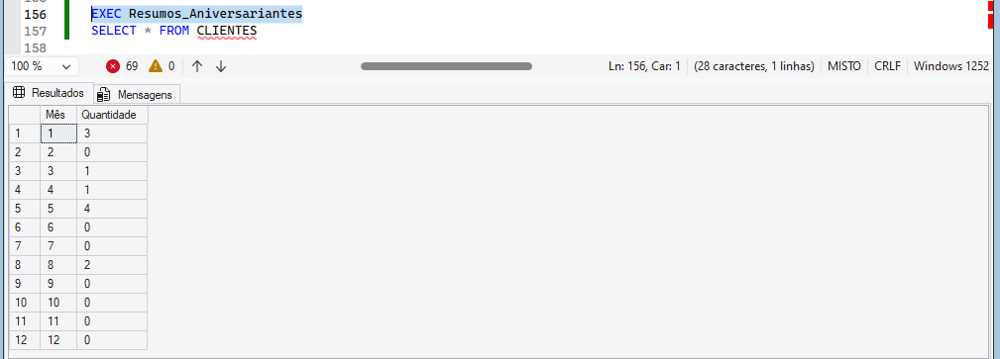 156 EXEC Resumos_Aniversariantes
157 SELECT * FROM CLIENTES
158
100 % 69 0 Ln: 156, Car: 1 (28 caracteres, 1 linhas) MISTO CRLF Windows 1252
Resultados Mensagens
Mês Quantidade
1 1 3
2 2 0
3 3 1
4 4 1
5 5 4
6 6 0
7 7 0
8 8 2
9 9 0
10 10 0
11 11 0
12 12 0